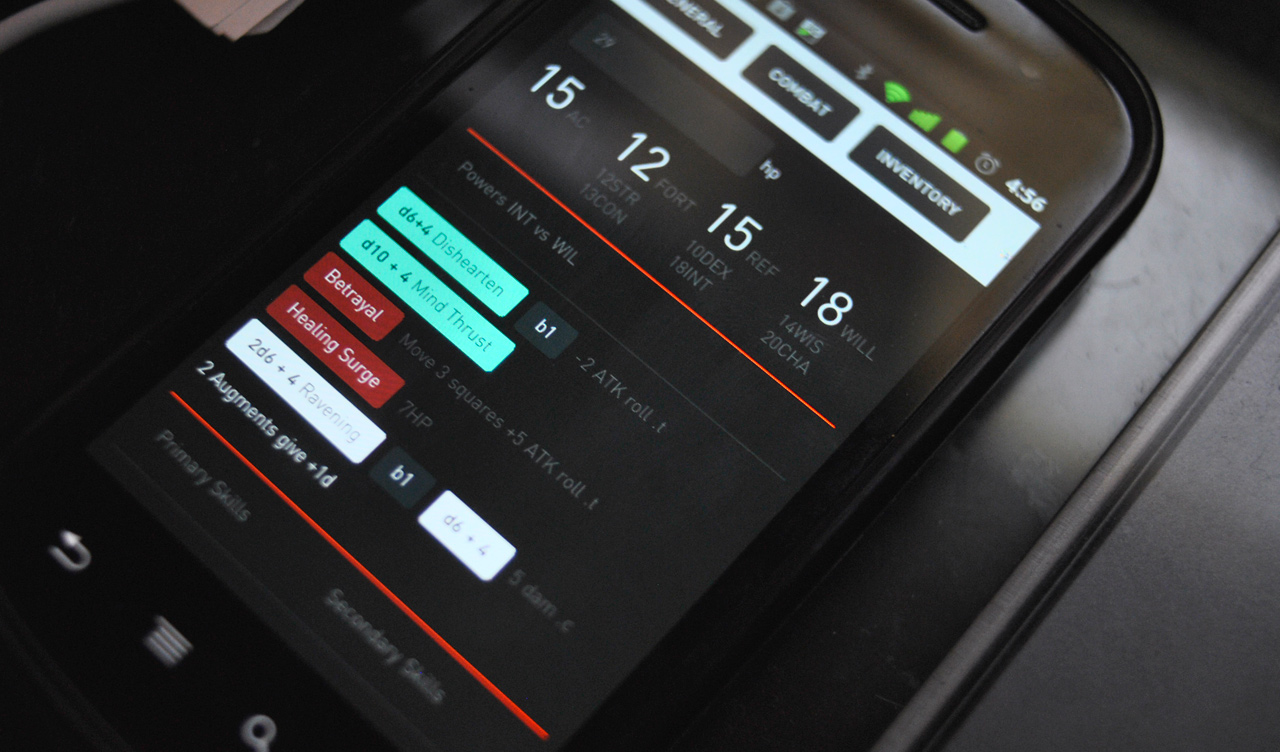 4:56
GENERAL COMBAT INVENTORY
29 hp
15 AC 12 FORT 15 REF 18 WILL
12STR 10DEX 14WIS
13CON 18INT 20CHA
Powers INT vs WIL
d6+4 Dishearten b1 -2 ATK roll .t
d10 + 4 Mind Thrust
Betrayal Move 3 squares +5 ATK roll .t
Healing Surge 7HP
2d6 + 4 Ravening b1 d6 + 4 5 dam .c
2 Augments give +1d
Primary Skills Secondary Skills